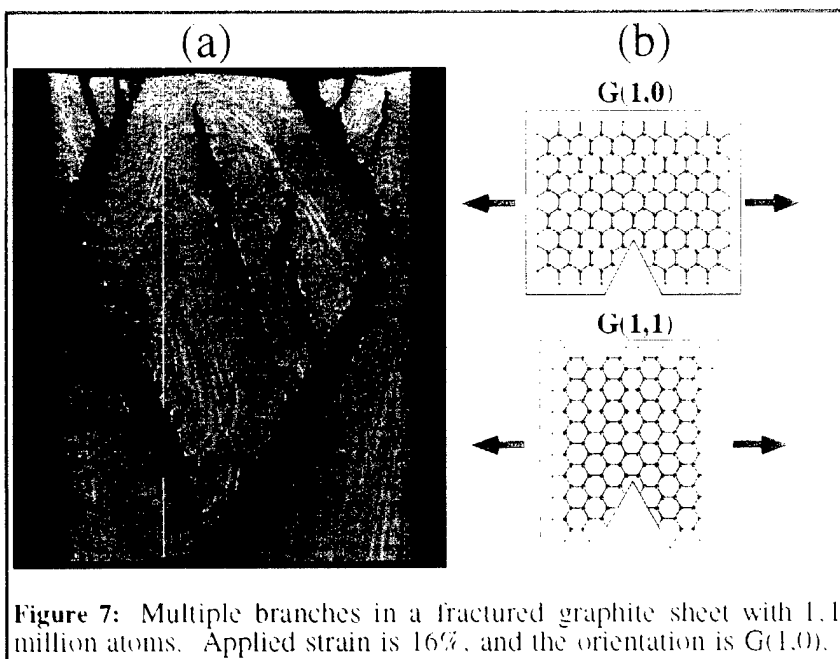 (a)
(b)
G(1,0)
G(1,1)
Figure 7: Multiple branches in a fractured graphite sheet with 1.1
million atoms. Applied strain is 16%, and the orientation is G(1,0).